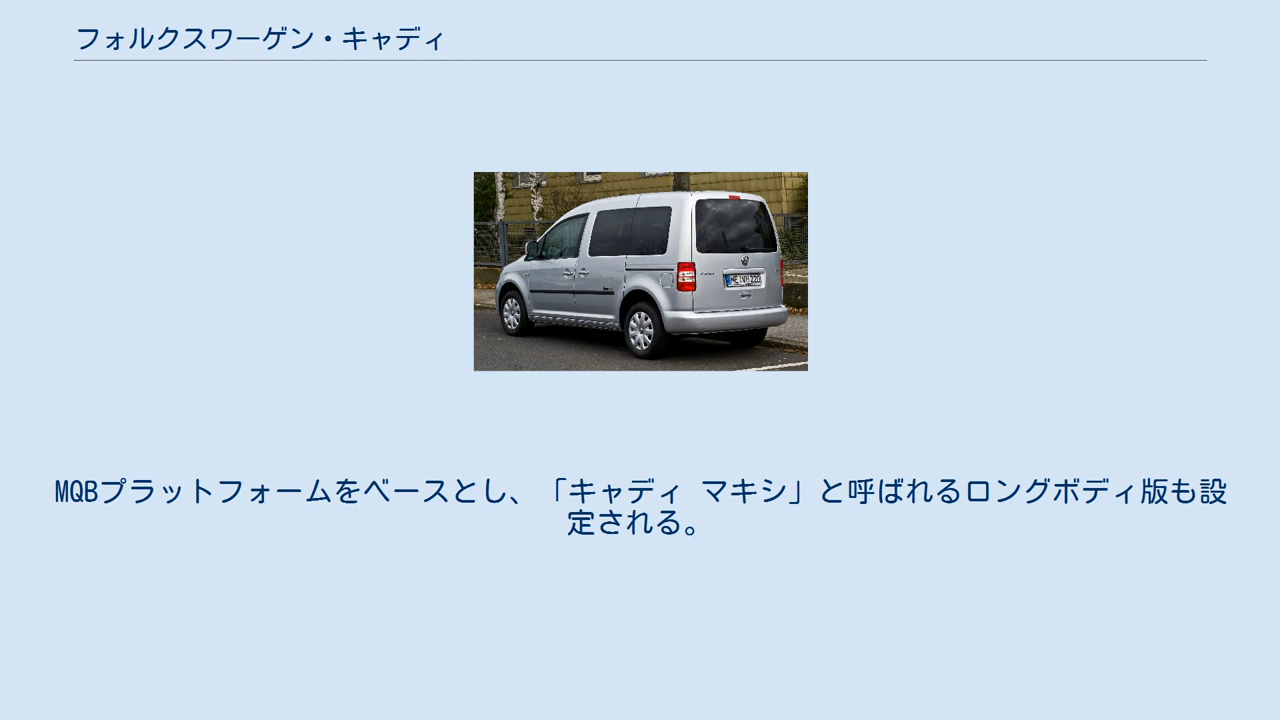 フォルクスワーゲン・キャディ
MQBプラットフォームをベースとし、「キャディ マキシ」と呼ばれるロングボディ版も設
定される。